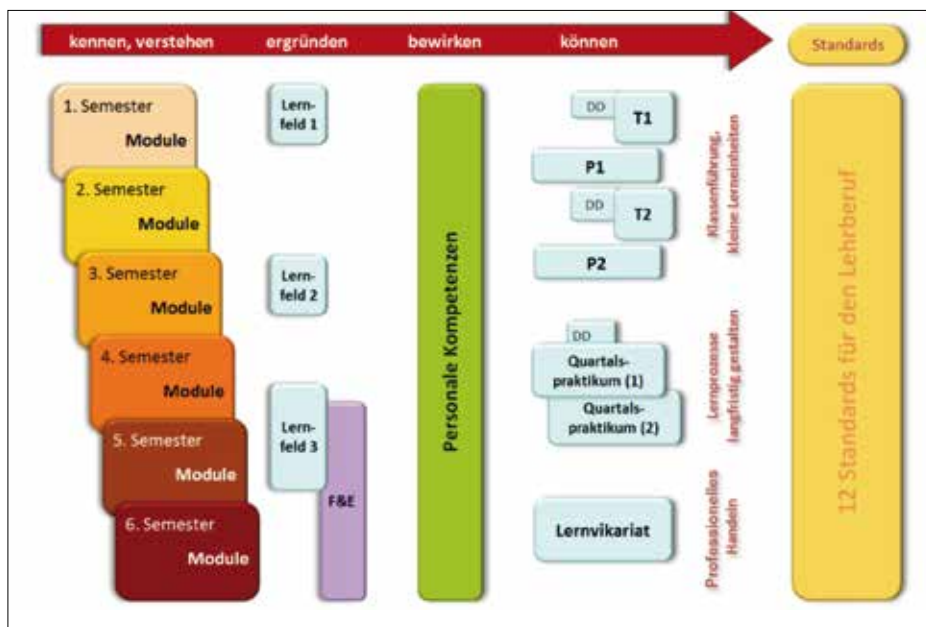 kennen, verstehen
ergründen
bewirken
können
Standards
1. Semester
Module
2. Semester
Module
3. Semester
Module
4. Semester
Module
5. Semester
Module
6. Semester
Module
Lern-
feld 1
Lern-
feld 2
Lern-
feld 3
F&E
Personale Kompetenzen
DD
T1
P1
DD
T2
P2
DD
Quartals-
praktikum (1)
Quartals-
praktikum (2)
Lernvikariat
Klassenführung,
kleine Lerneinheiten
Lernprozesse
langfristig gestalten
Professionelles
Handeln
12 Standards für den Lehrberuf